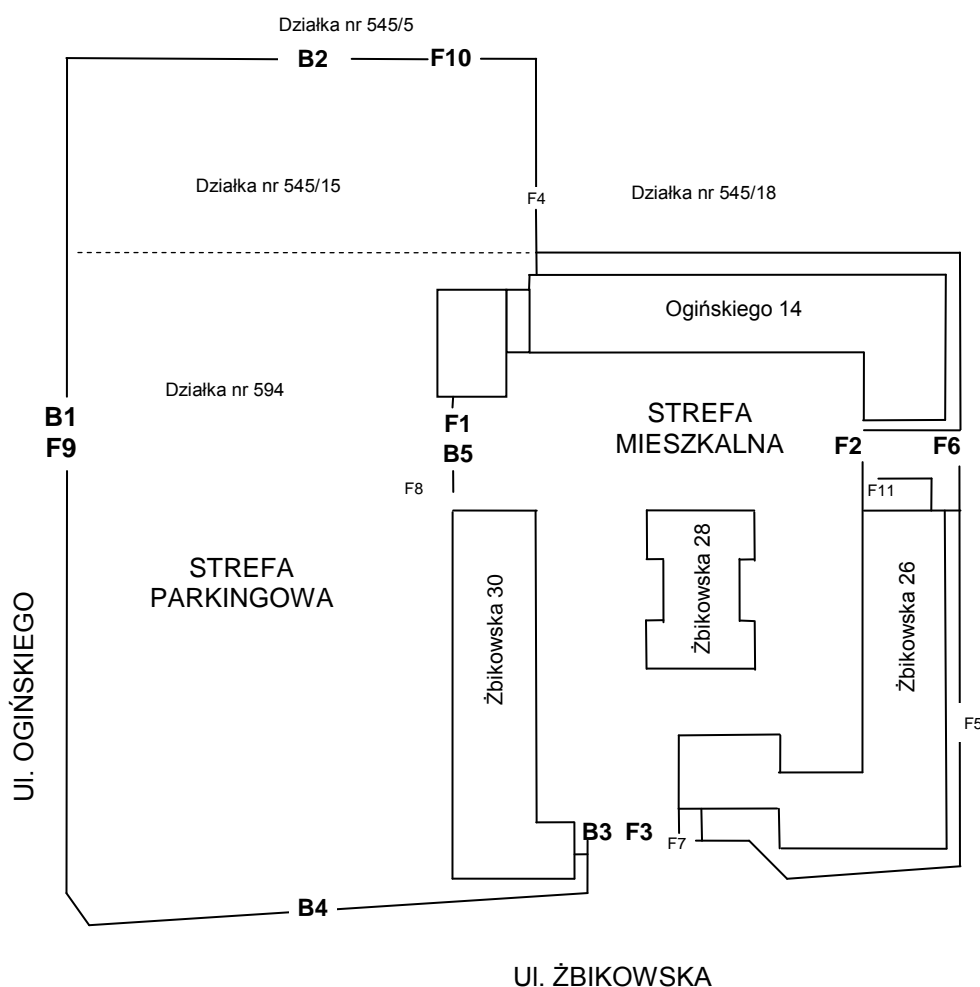 Działka nr 545/5
B2 F10
Działka nr 545/15
F4
Działka nr 545/18
Ogińskiego 14
Działka nr 594
B1
F9
F1
B5
STREFA
MIESZKALNA
F2
F6
F8
F11
STREFA
PARKINGOWA
Żbikowska 30
Żbikowska 28
Żbikowska 26
Ul. OGIŃSKIEGO
F5
B3 F3
F7
B4
Ul. ŻBIKOWSKA